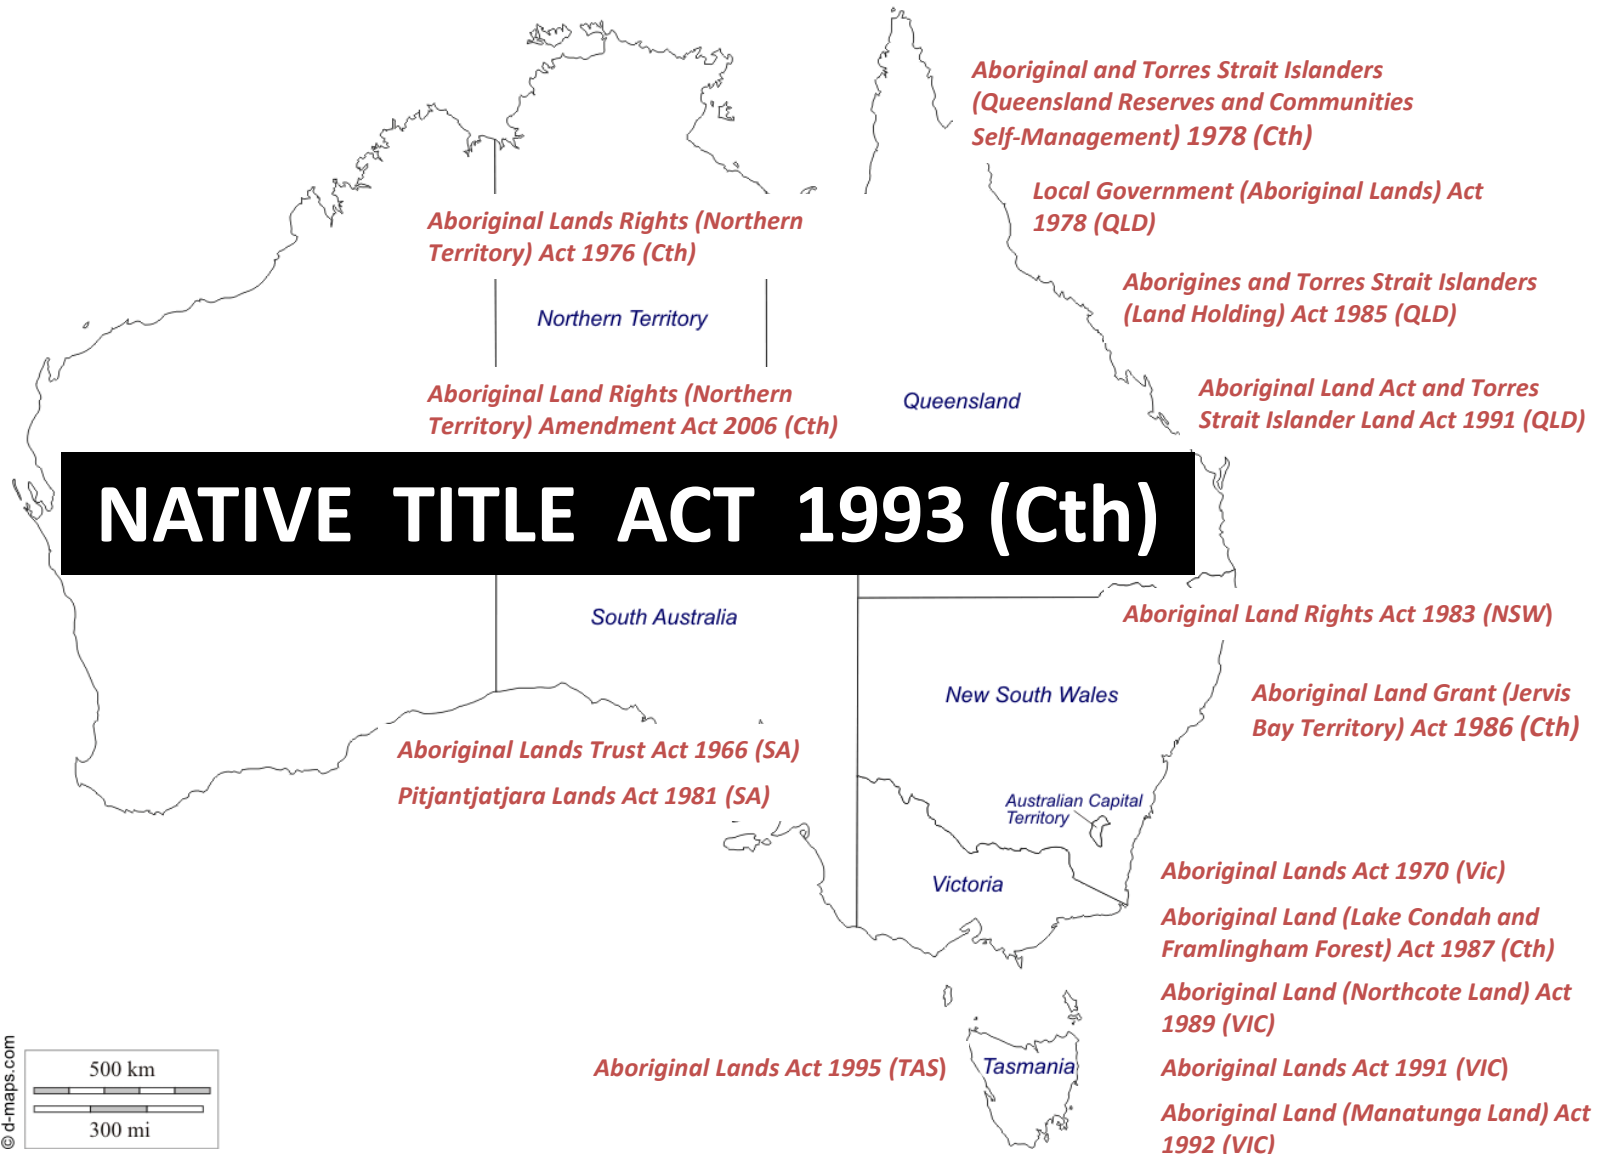 Aboriginal and Torres Strait Islanders
(Queensland Reserves and Communities
Self-Management) 1978 (Cth)
Local Government (Aboriginal Lands) Act
1978 (QLD)
Aboriginal Lands Rights (Northern
Territory) Act 1976 (Cth)
Aborigines and Torres Strait Islanders
(Land Holding) Act 1985 (QLD)
Northern Territory
Aboriginal Land Rights (Northern
Territory) Amendment Act 2006 (Cth)
Queensland
Aboriginal Land Act and Torres
Strait Islander Land Act 1991 (QLD)
NATIVE TITLE ACT 1993 (Cth)
South Australia
Aboriginal Land Rights Act 1983 (NSW)
New South Wales
Aboriginal Land Grant (Jervis
Bay Territory) Act 1986 (Cth)
Aboriginal Lands Trust Act 1966 (SA)
Pitjantjatjara Lands Act 1981 (SA)
Australian Capital
Territory
Victoria
Aboriginal Lands Act 1970 (Vic)
Aboriginal Land (Lake Condah and
Framlingham Forest) Act 1987 (Cth)
Aboriginal Land (Northcote Land) Act
1989 (VIC)
Aboriginal Lands Act 1995 (TAS)
Tasmania
Aboriginal Lands Act 1991 (VIC)
Aboriginal Land (Manatunga Land) Act
1992 (VIC)
500 km
300 mi
© d-maps.com